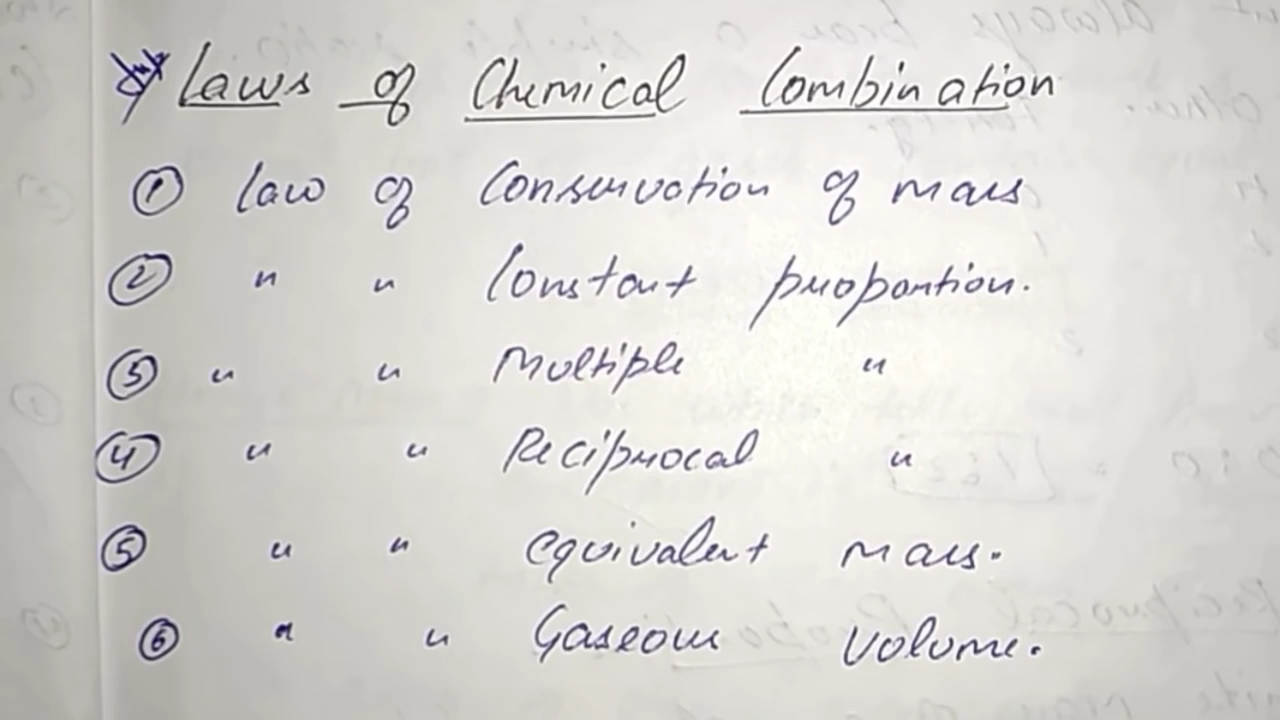 Laws of Chemical Combination
① Law of Conservation of mass
② " " Constant proportion.
③ " " Multiple "
④ " " Reciprocal "
⑤ " " equivalent mass.
⑥ " " Gaseous Volume.